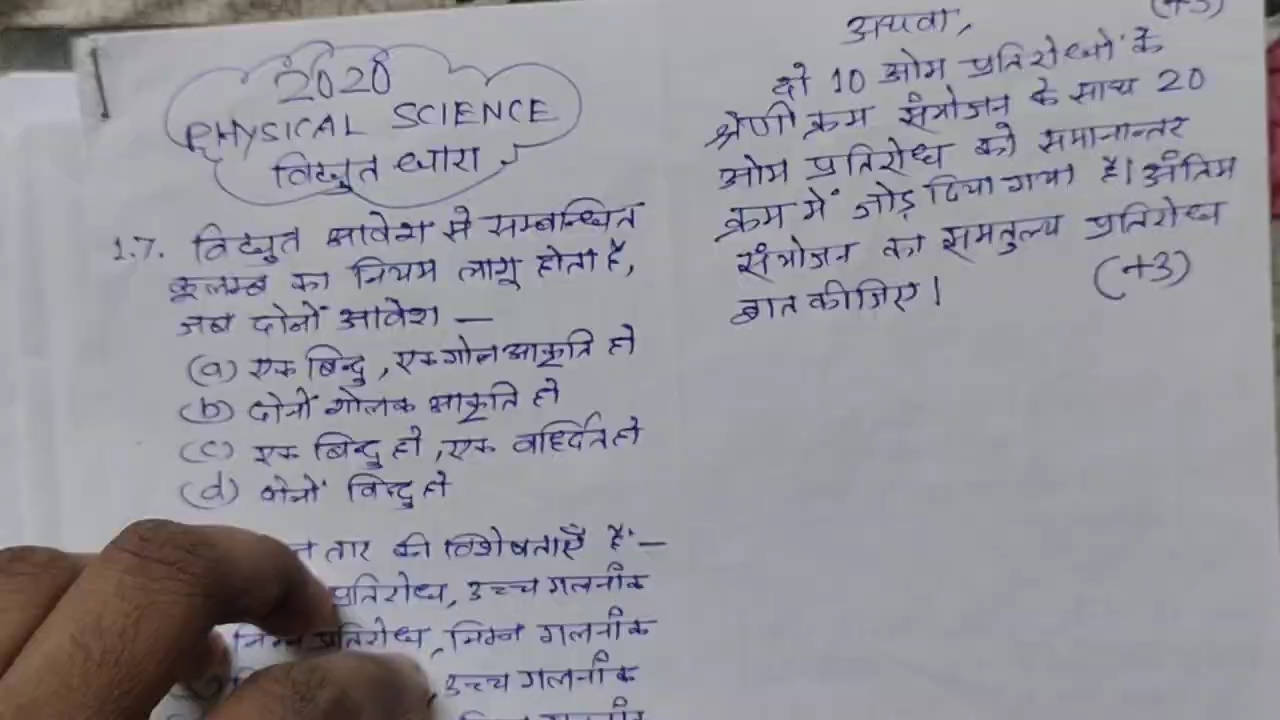 2020
PHYSICAL SCIENCE
विद्युत धारा
1.7. विद्युत आवेश से सम्बन्धित
कूलम्ब का नियम लागू होता है,
जब दोनों आवेश —
(a) एक बिन्दु, एक गोल आकृति हो
(b) दोनों गोलक आकृति हो
(c) एक बिन्दु हो, एक वर्हिदित हो
(d) दोनों बिन्दु हो
तार की विशेषताएँ हैं —
प्रतिरोध, उच्च गलनांक
निम्न प्रतिरोध, निम्न गलनांक
, उच्च गलनांक
अथवा,
(+3)
दो 10 ओम प्रतिरोधों के
श्रेणी क्रम संयोजन के साथ 20
ओम प्रतिरोध को समानान्तर
क्रम में जोड़ दिया गया है। अंतिम
संयोजन का समतुल्य प्रतिरोध
ज्ञात कीजिए।
(+3)